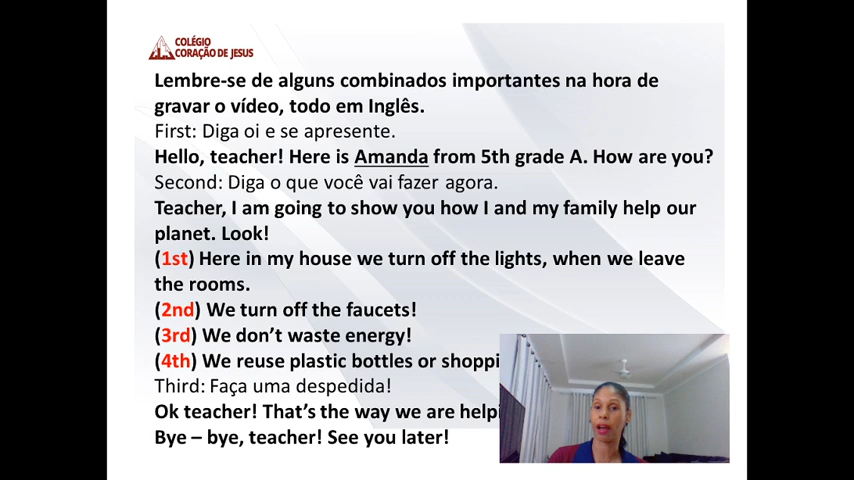 COLÉGIO
CORAÇÃO DE JESUS
Lembre-se de alguns combinados importantes na hora de
gravar o vídeo, todo em Inglês.
First: Diga oi e se apresente.
Hello, teacher! Here is Amanda from 5th grade A. How are you?
Second: Diga o que você vai fazer agora.
Teacher, I am going to show you how I and my family help our
planet. Look!
(1st) Here in my house we turn off the lights, when we leave
the rooms.
(2nd) We turn off the faucets!
(3rd) We don’t waste energy!
(4th) We reuse plastic bottles or
Third: Faça uma despedida!
Ok teacher! That’s the way we are
Bye – bye, teacher! See you later!